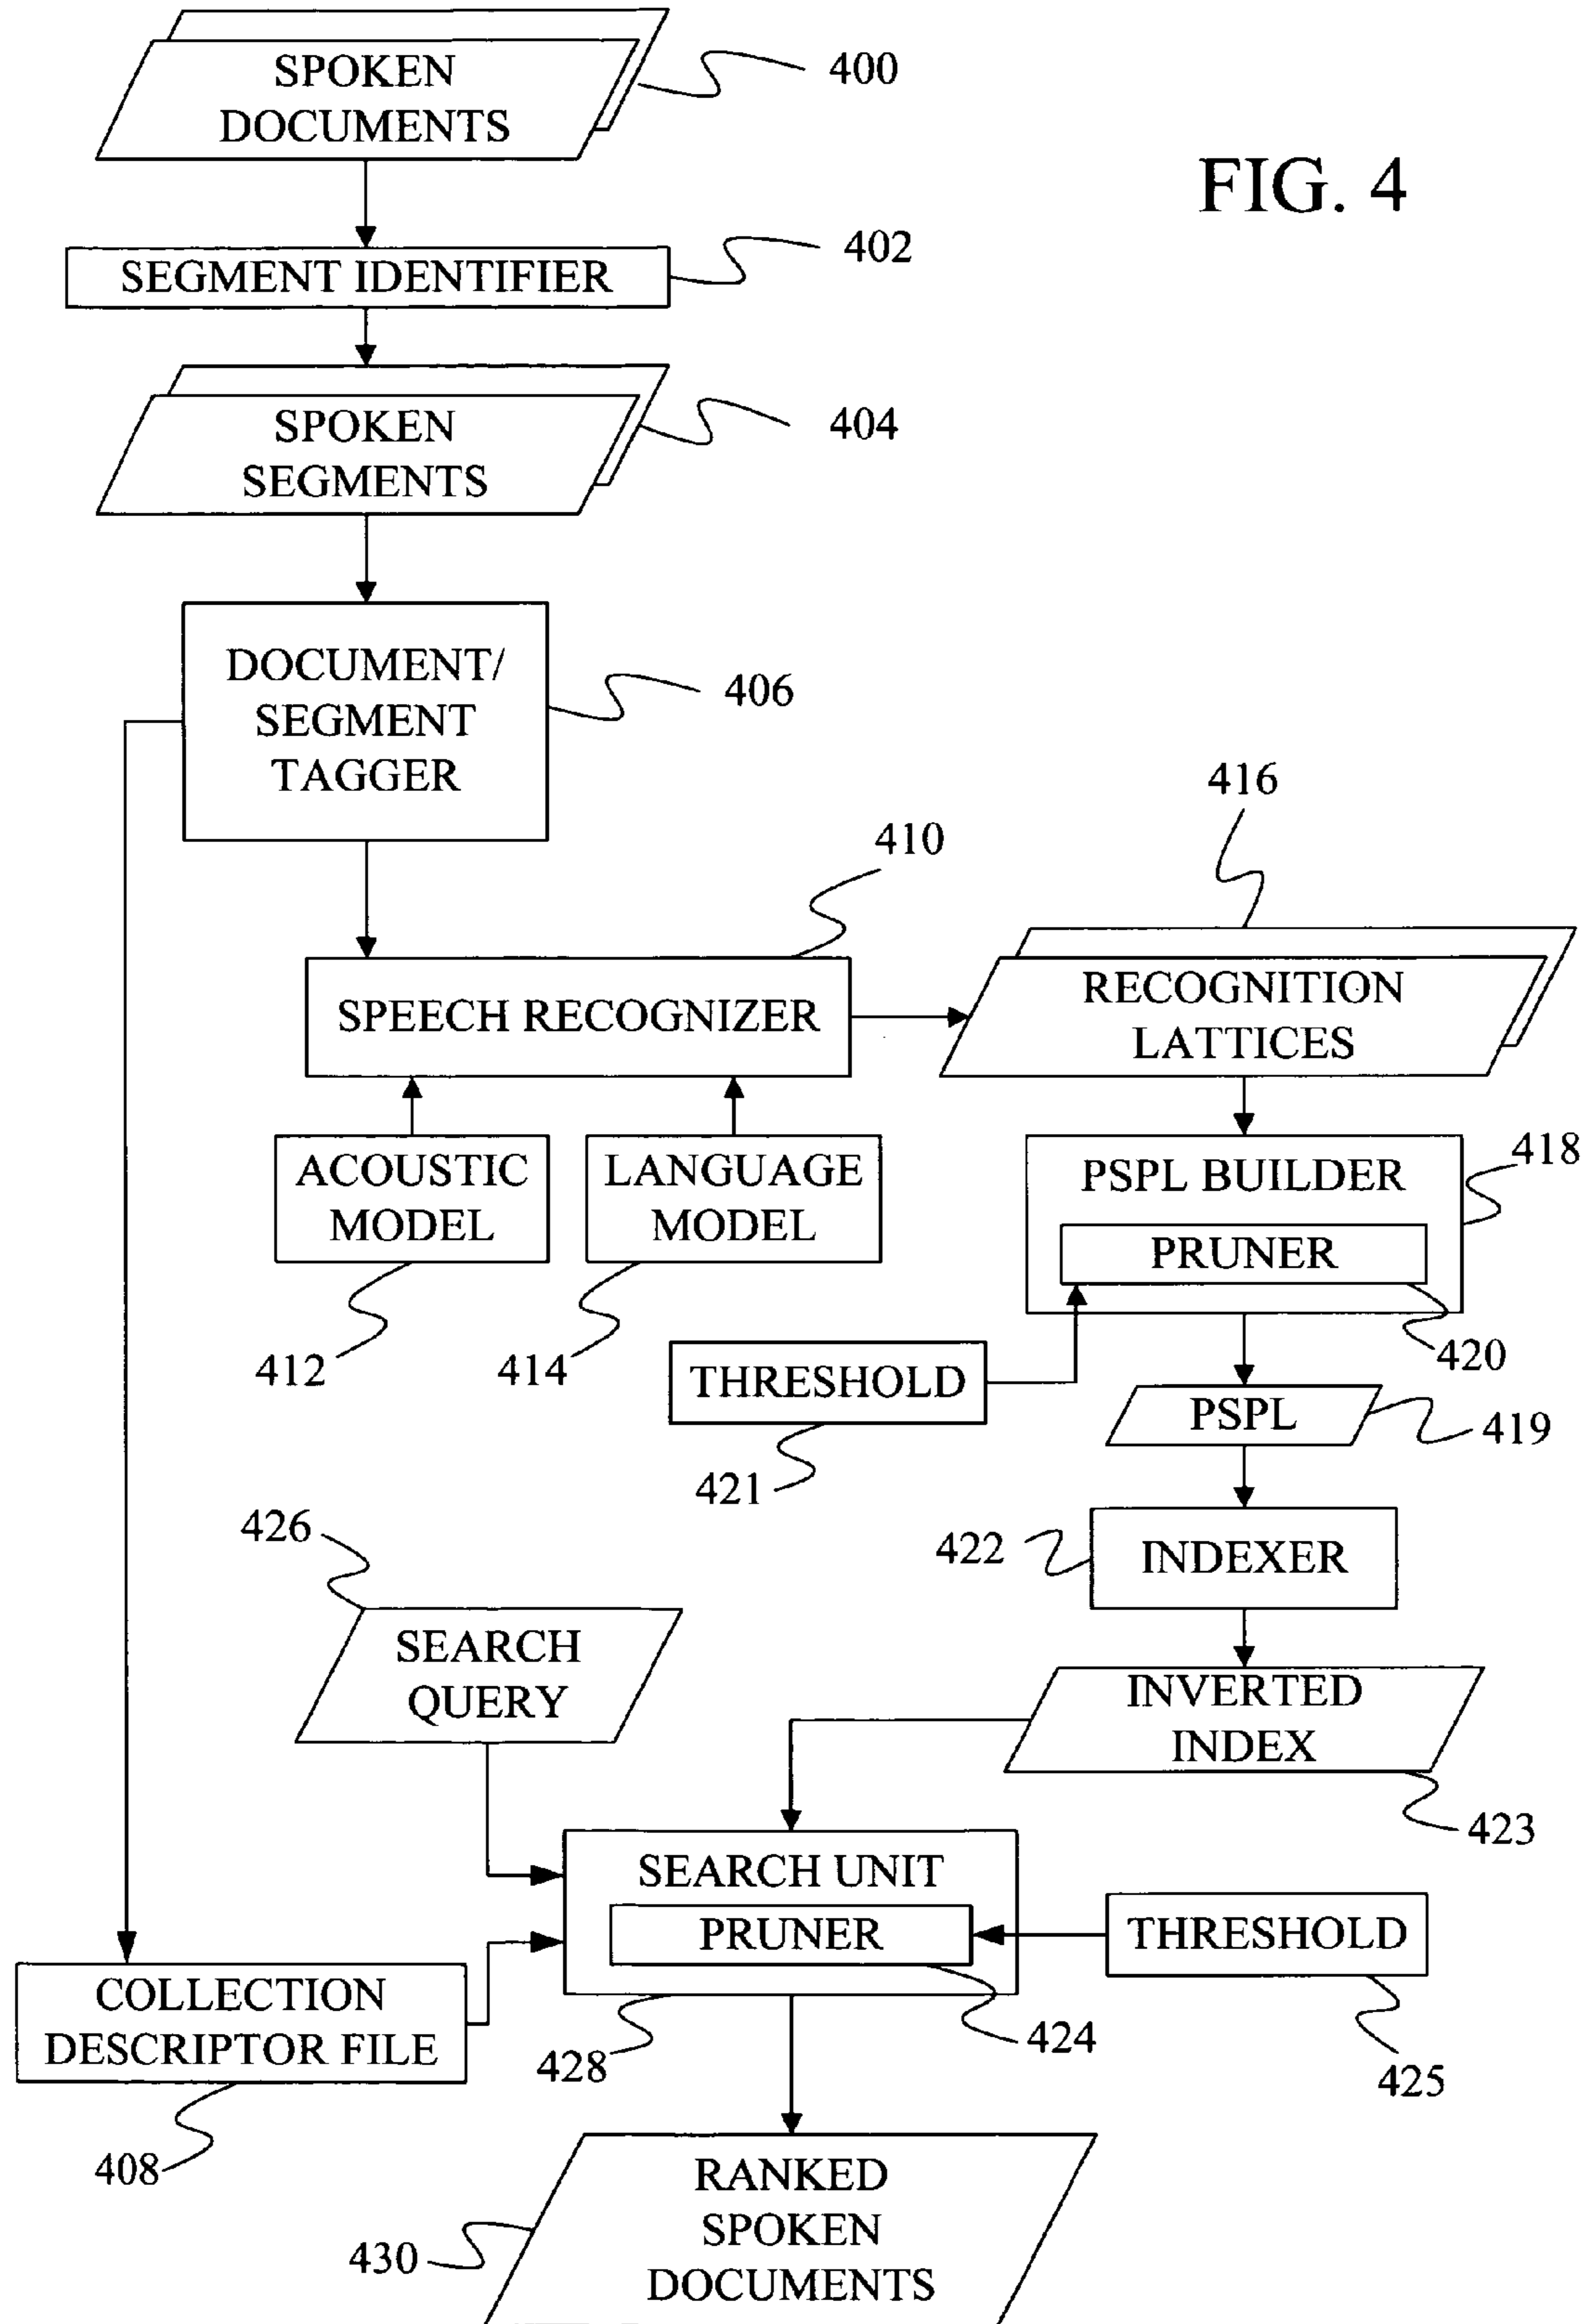 SPOKEN
DOCUMENTS
400
FIG. 4
SEGMENT IDENTIFIER
402
SPOKEN
SEGMENTS
404
DOCUMENT/
SEGMENT
TAGGER
406
410
416
SPEECH RECOGNIZER
RECOGNITION
LATTICES
ACOUSTIC
MODEL
LANGUAGE
MODEL
PSPL BUILDER
PRUNER
418
412
414
THRESHOLD
420
421
PSPL
419
426
422
INDEXER
SEARCH
QUERY
INVERTED
INDEX
423
SEARCH UNIT
PRUNER
THRESHOLD
COLLECTION
DESCRIPTOR FILE
428
424
425
408
RANKED
SPOKEN
DOCUMENTS
430